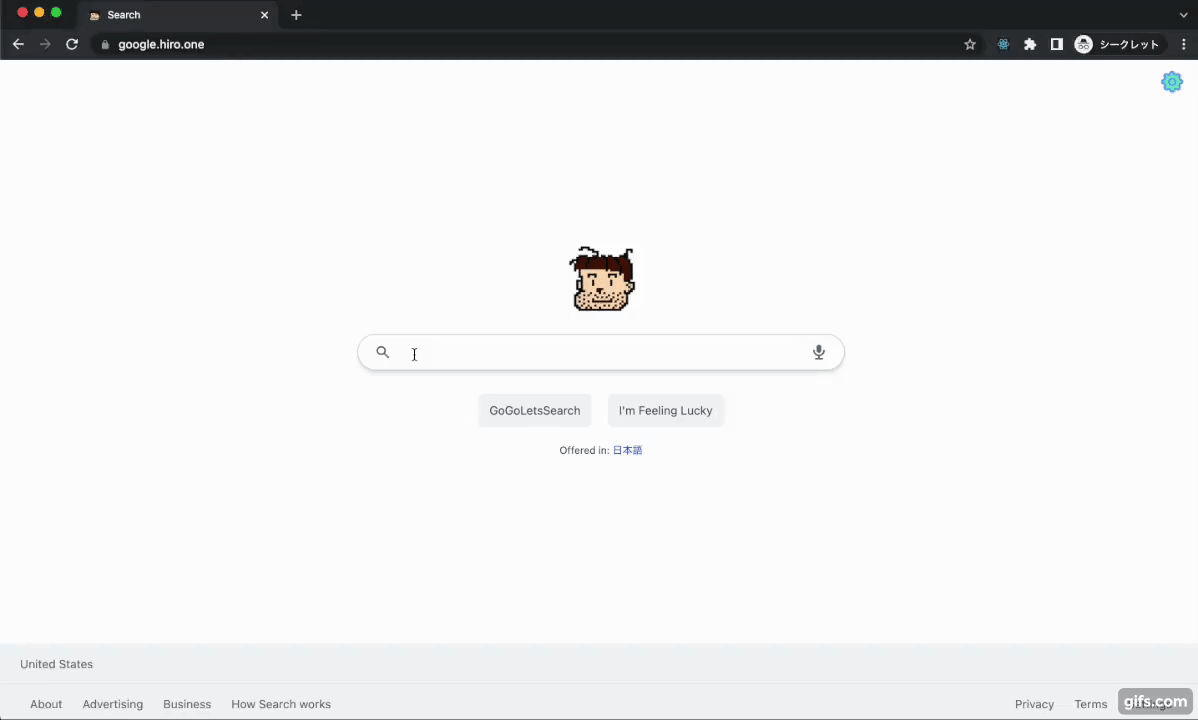 Search
google.hiro.one
シークレット
GoGoLetsSearch I'm Feeling Lucky
Offered in: 日本語
United States
About Advertising Business How Search works Privacy Terms
gifs.com